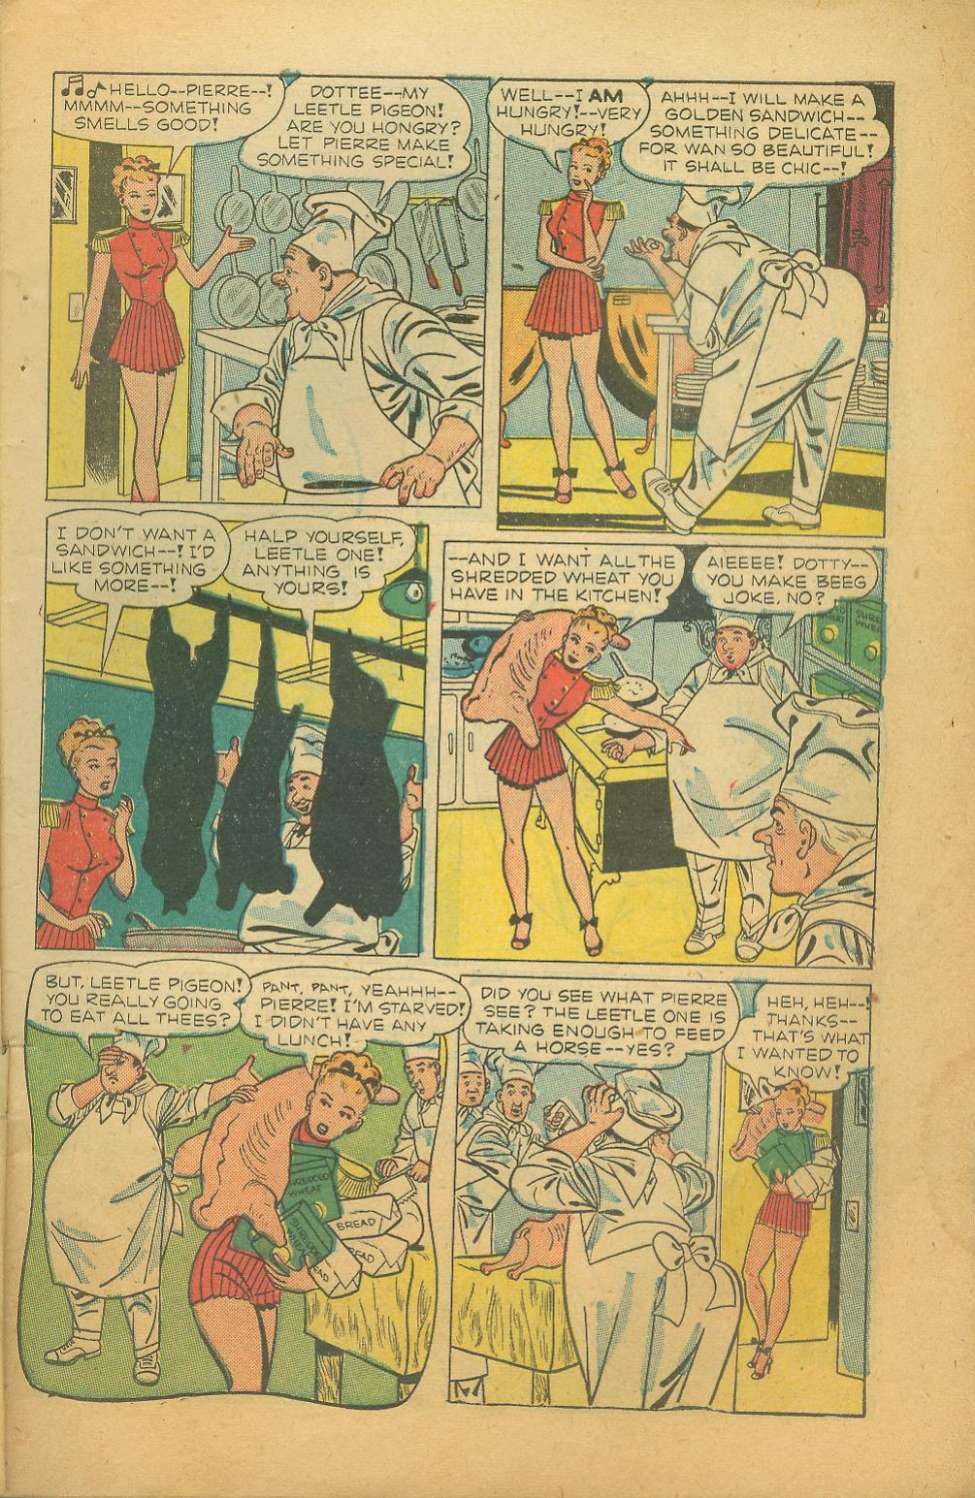 HELLO--PIERRE--!
MMMM--SOMETHING
SMELLS GOOD!
DOTTEE--MY
LEETLE PIGEON!
ARE YOU HONGRY?
LET PIERRE MAKE
SOMETHING SPECIAL!
WELL--I AM
HUNGRY!--VERY
HUNGRY!
AHHH--I WILL MAKE A
GOLDEN SANDWICH--
SOMETHING DELICATE--
FOR WAN SO BEAUTIFUL!
IT SHALL BE CHIC--!
I DON'T WANT A
SANDWICH--! I'D
LIKE SOMETHING
MORE--!
HALP YOURSELF,
LEETLE ONE!
ANYTHING IS
YOURS!
--AND I WANT ALL THE
SHREDDED WHEAT YOU
HAVE IN THE KITCHEN!
AIEEEE! DOTTY--
YOU MAKE BEEG
JOKE, NO?
WHEAT
BUT, LEETLE PIGEON!
YOU REALLY GOING
TO EAT ALL THEES?
PANT, PANT, YEAHHH--
PIERRE! I'M STARVED!
I DIDN'T HAVE ANY
LUNCH!
SHREDDED
WHEAT
BREAD
DID YOU SEE WHAT PIERRE
SEE? THE LEETLE ONE IS
TAKING ENOUGH TO FEED
A HORSE--YES?
HEH, HEH--!
THANKS--
THAT'S WHAT
I WANTED TO
KNOW!